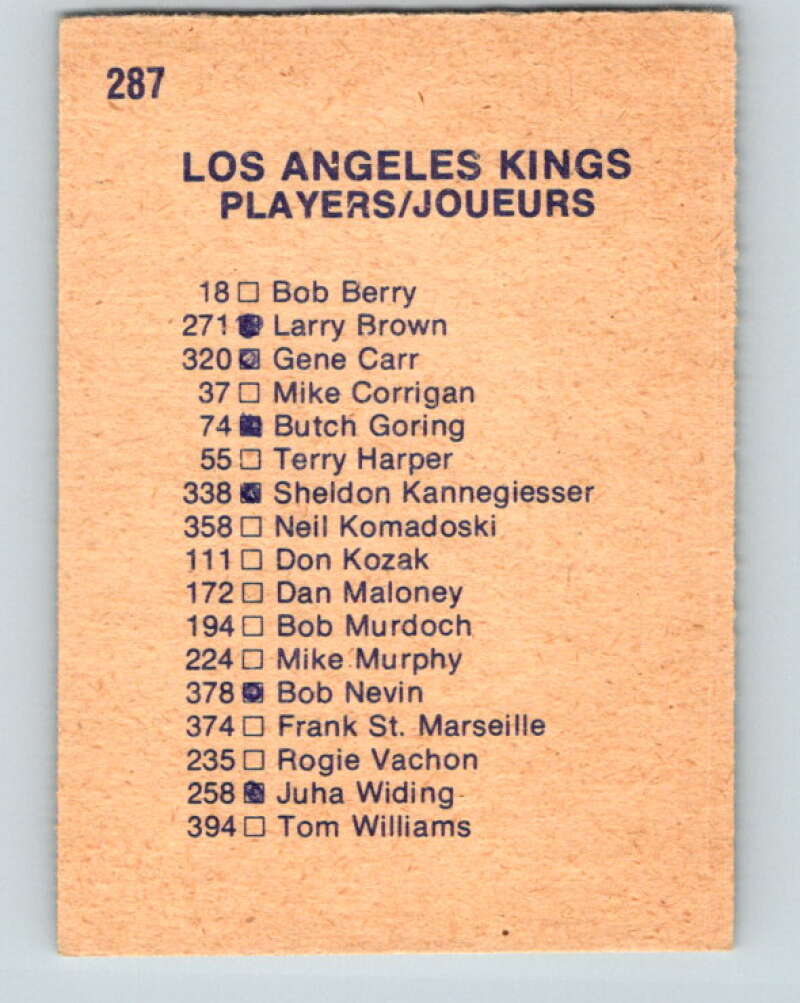 287
LOS ANGELES KINGS
PLAYERS/JOUEURS
18 □ Bob Berry
271 ■ Larry Brown
320 ■ Gene Carr
37 □ Mike Corrigan
74 ■ Butch Goring
55 □ Terry Harper
338 ■ Sheldon Kannegiesser
358 □ Neil Komadoski
111 □ Don Kozak
172 □ Dan Maloney
194 □ Bob Murdoch
224 □ Mike Murphy
378 ■ Bob Nevin
374 □ Frank St. Marseille
235 □ Rogie Vachon
258 ■ Juha Widing
394 □ Tom Williams